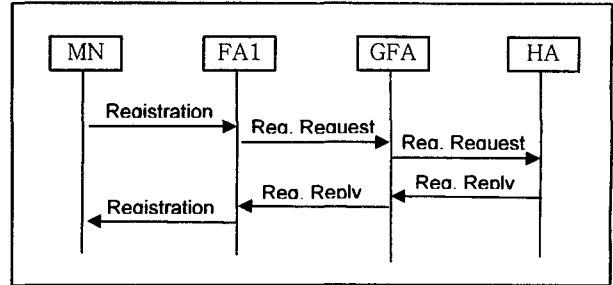 MN FA1 GFA HA
Registration
Reg. Request
Reg. Request
Reg. Reply
Reg. Reply
Registration